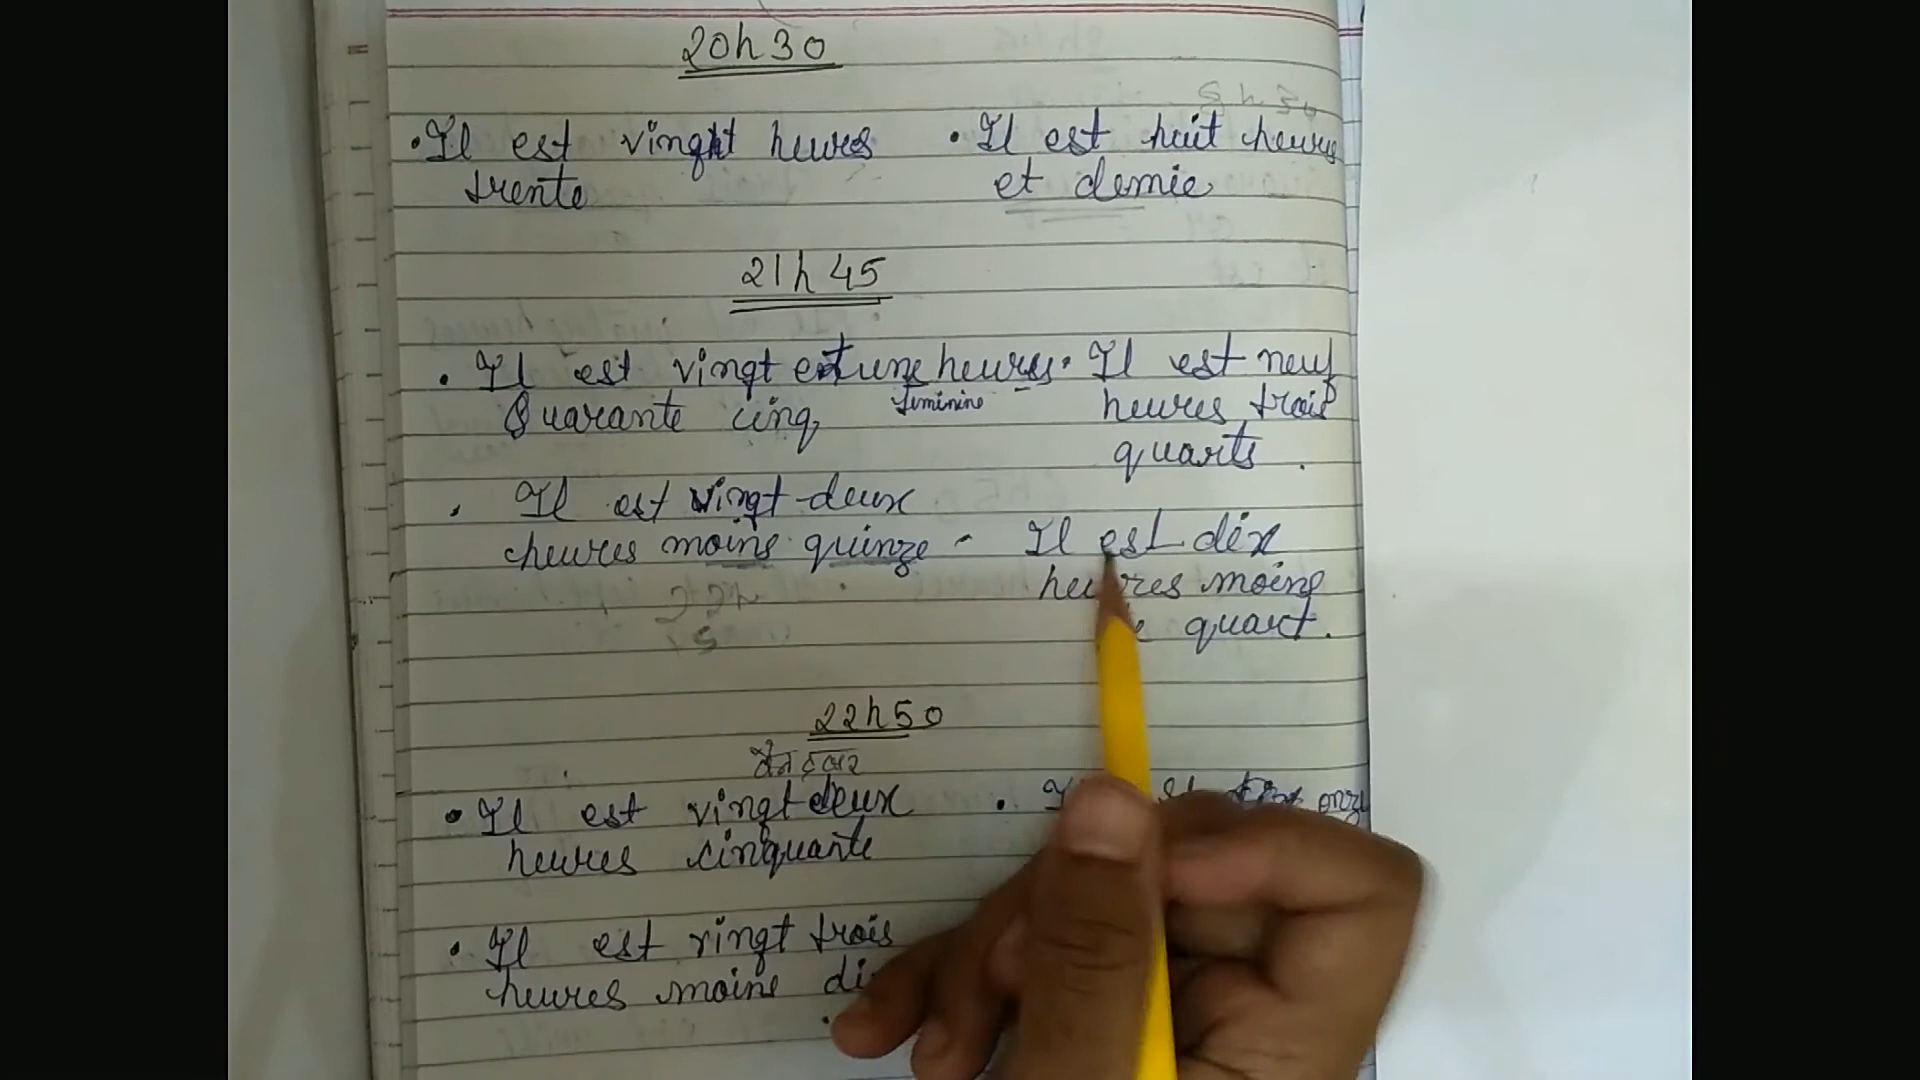 20h30
• Il est vingt heures
trente
• Il est huit heures
et demie
21h45
• Il est vingt et une heures
Quarante cinq
feminine
• Il est neuf
heures trois
quarts.
• Il est vingt-deux
heures moins quinze
- Il est dix
heures moins
quart.
22h50
• Il est vingt deux
heures cinquante
• onze
• Il est vingt trois
heures moins